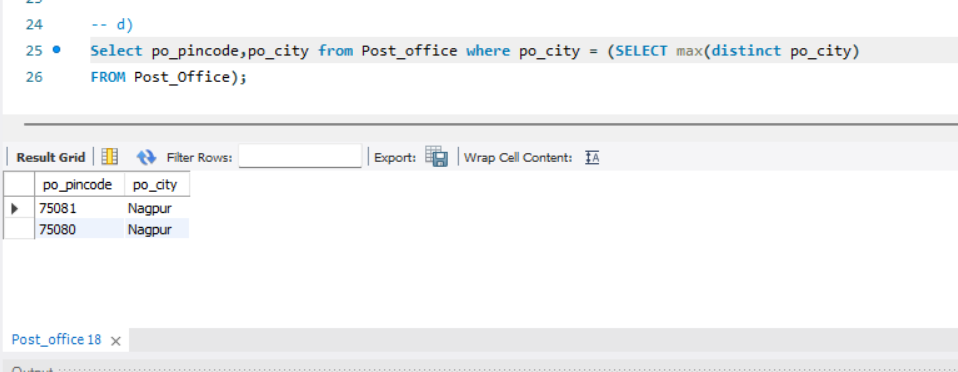 24 -- d)
25 Select po_pincode,po_city from Post_office where po_city = (SELECT max(distinct po_city)
26 FROM Post_Office);
Result Grid Filter Rows: Export: Wrap Cell Content: IA
po_pincode po_city
75081 Nagpur
75080 Nagpur
Post_office 18 ×